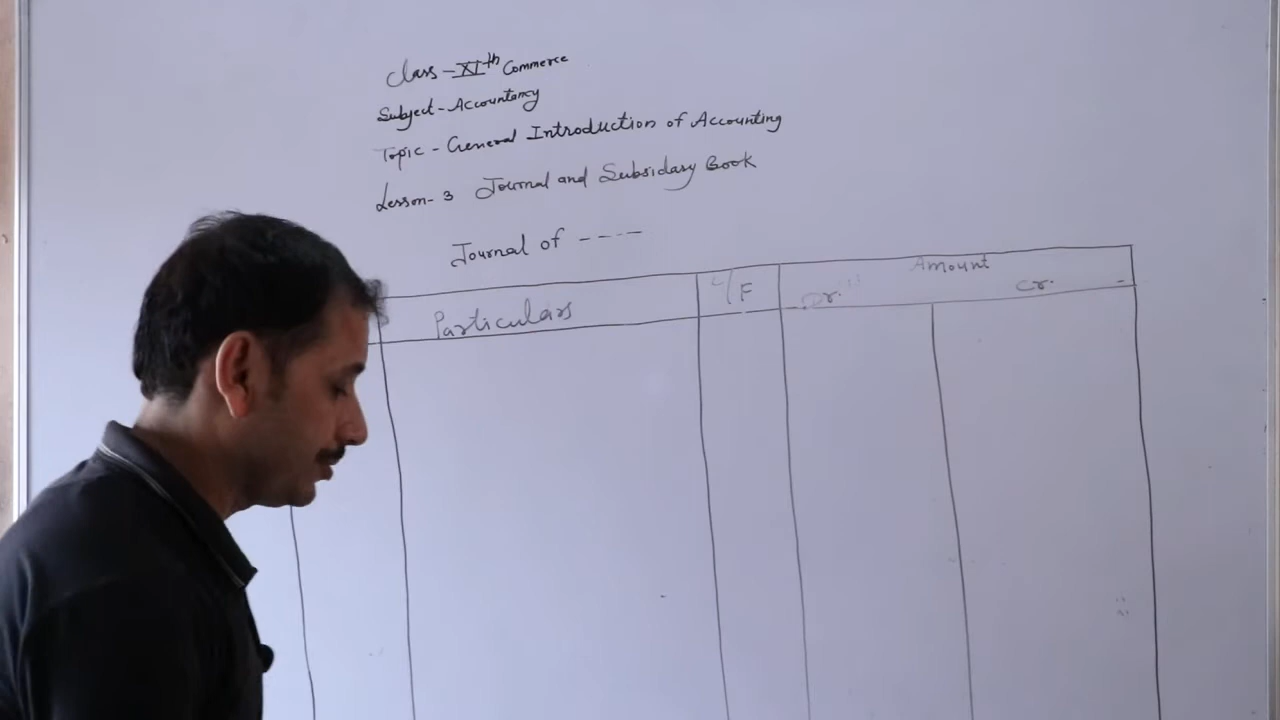 Class - XIth Commerce
Subject - Accountancy
Topic - General Introduction of Accounting
Lesson - 3 Journal and Subsidary Book
Journal of ----
Particulars L/F Amount
Dr. Cr.